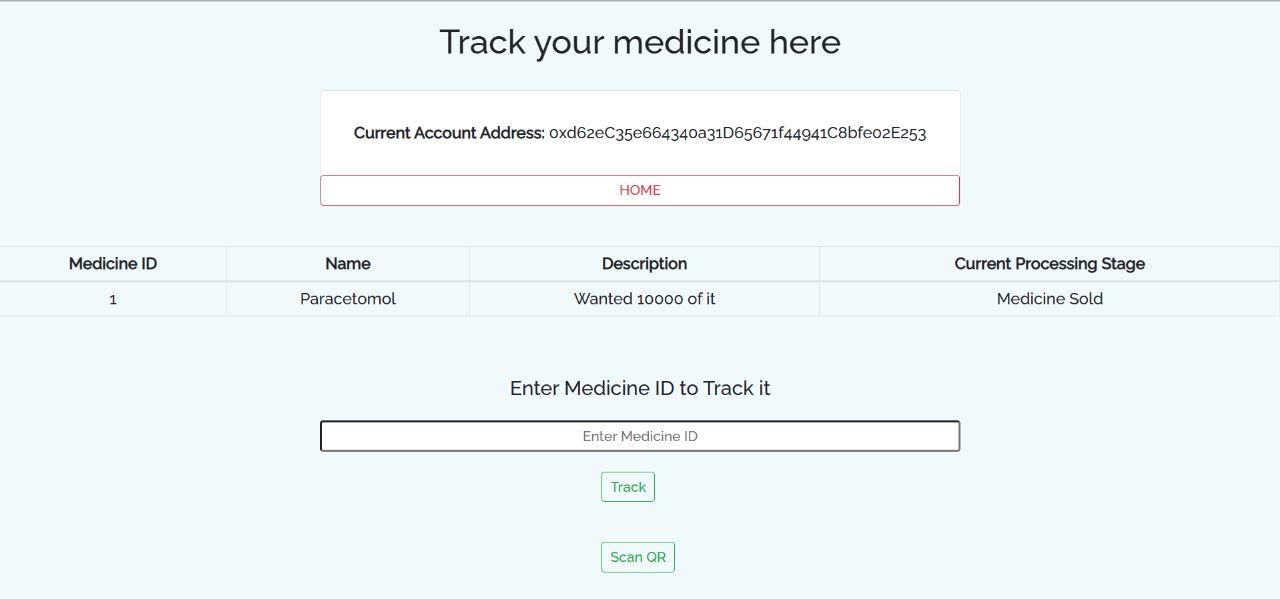 Track your medicine here
Current Account Address: 0xd62eC35e664340a31D65671f44941C8bfe02E253
HOME
Medicine ID Name Description Current Processing Stage
1 Paracetomol Wanted 10000 of it Medicine Sold
Enter Medicine ID to Track it
Enter Medicine ID
Track
Scan QR